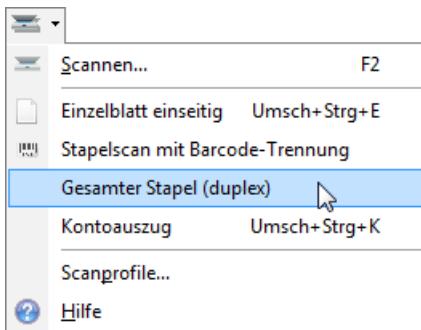 Scannen... F2
Einzelblatt einseitig Umsch+Strg+E
Stapelscan mit Barcode-Trennung
Gesamter Stapel (duplex)
Kontoauszug Umsch+Strg+K
Scanprofile...
Hilfe